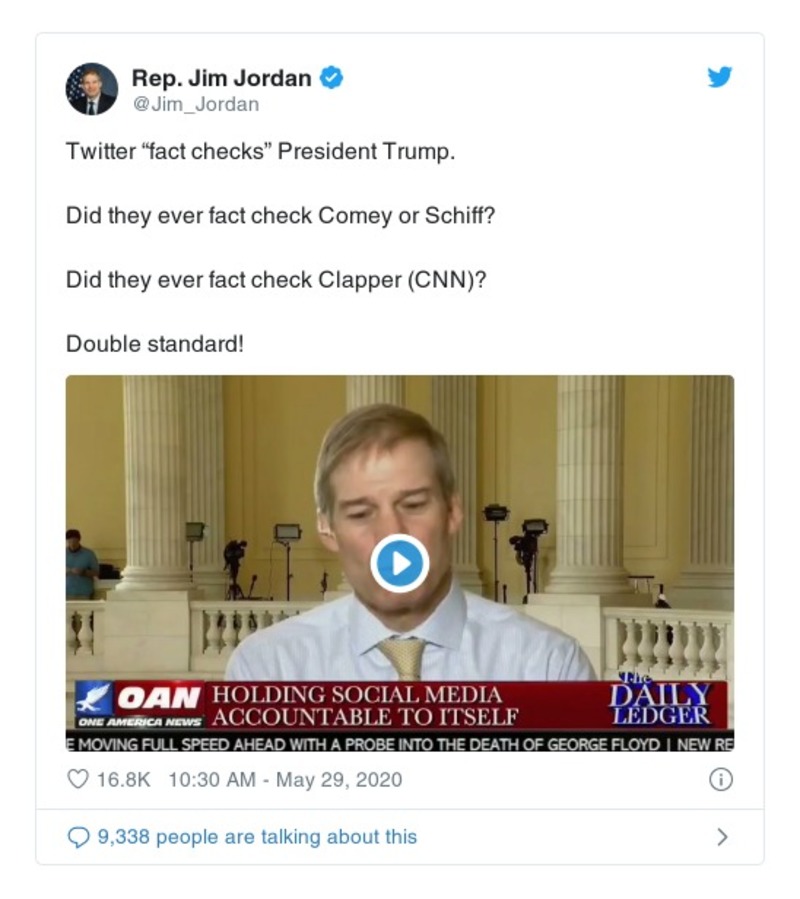 Rep. Jim Jordan
@Jim_Jordan
Twitter “fact checks” President Trump.
Did they ever fact check Comey or Schiff?
Did they ever fact check Clapper (CNN)?
Double standard!
OAN
ONE AMERICA NEWS
HOLDING SOCIAL MEDIA
ACCOUNTABLE TO ITSELF
The
DAILY
LEDGER
E MOVING FULL SPEED AHEAD WITH A PROBE INTO THE DEATH OF GEORGE FLOYD | NEW RE
16.8K 10:30 AM - May 29, 2020
9,338 people are talking about this